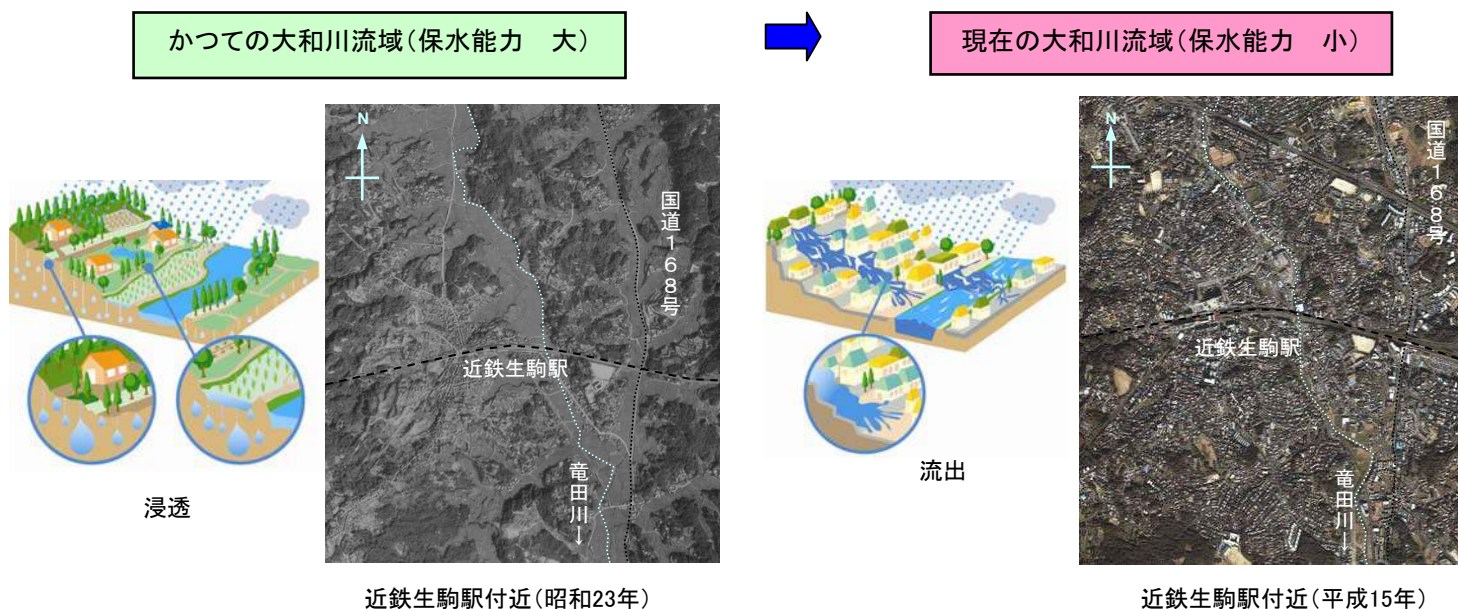 かつての大和川流域(保水能力　大)
現在の大和川流域(保水能力　小)
N
国道168号
近鉄生駒駅
竜田川→
浸透
近鉄生駒駅付近(昭和23年)
N
国道168号
近鉄生駒駅
竜田川→
流出
近鉄生駒駅付近(平成15年)